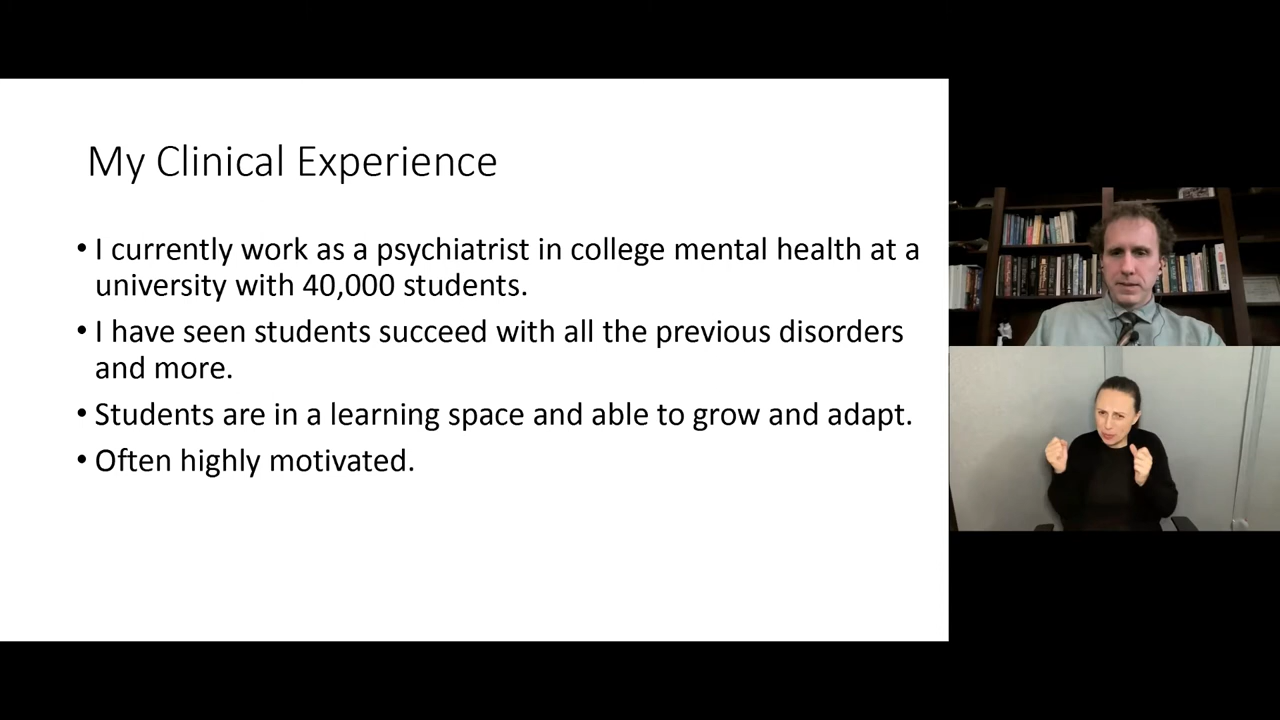 My Clinical Experience
• I currently work as a psychiatrist in college mental health at a
university with 40,000 students.
• I have seen students succeed with all the previous disorders
and more.
• Students are in a learning space and able to grow and adapt.
• Often highly motivated.